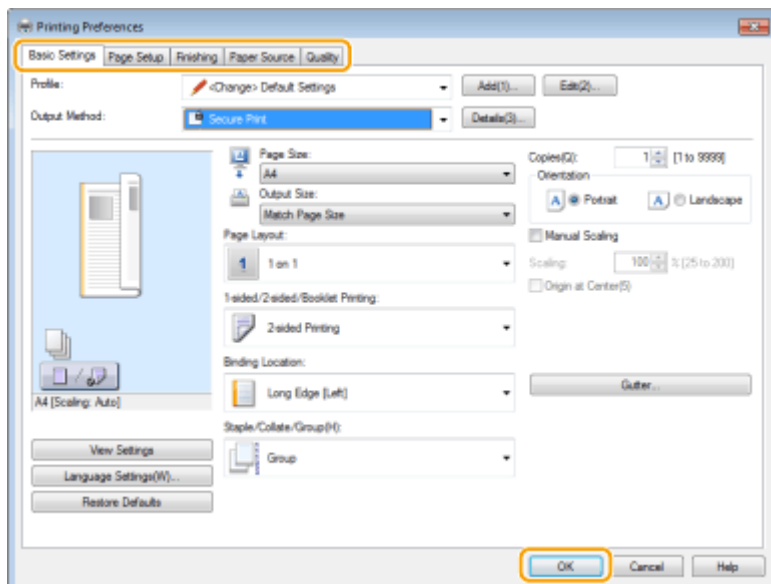 Printing Preferences
Basic Settings Page Setup Finishing Paper Source Quality
Profile: <Change> Default Settings Add(1)... Edit(2)...
Output Method: Secure Print Details(3)...
Page Size:
A4
Output Size:
Match Page Size
Page Layout:
1 1 on 1
1-sided/2-sided/Booklet Printing:
2-sided Printing
Binding Location:
Long Edge [Left]
Staple/Collate/Group(H):
Group
Copies(Q): 1 [1 to 9999]
Orientation
A Portrait A Landscape
Manual Scaling
Scaling: 100 % [25 to 200]
Origin at Center(5)
Gutter...
A4 [Scaling: Auto]
View Settings
Language Settings(W)...
Restore Defaults
OK Cancel Help